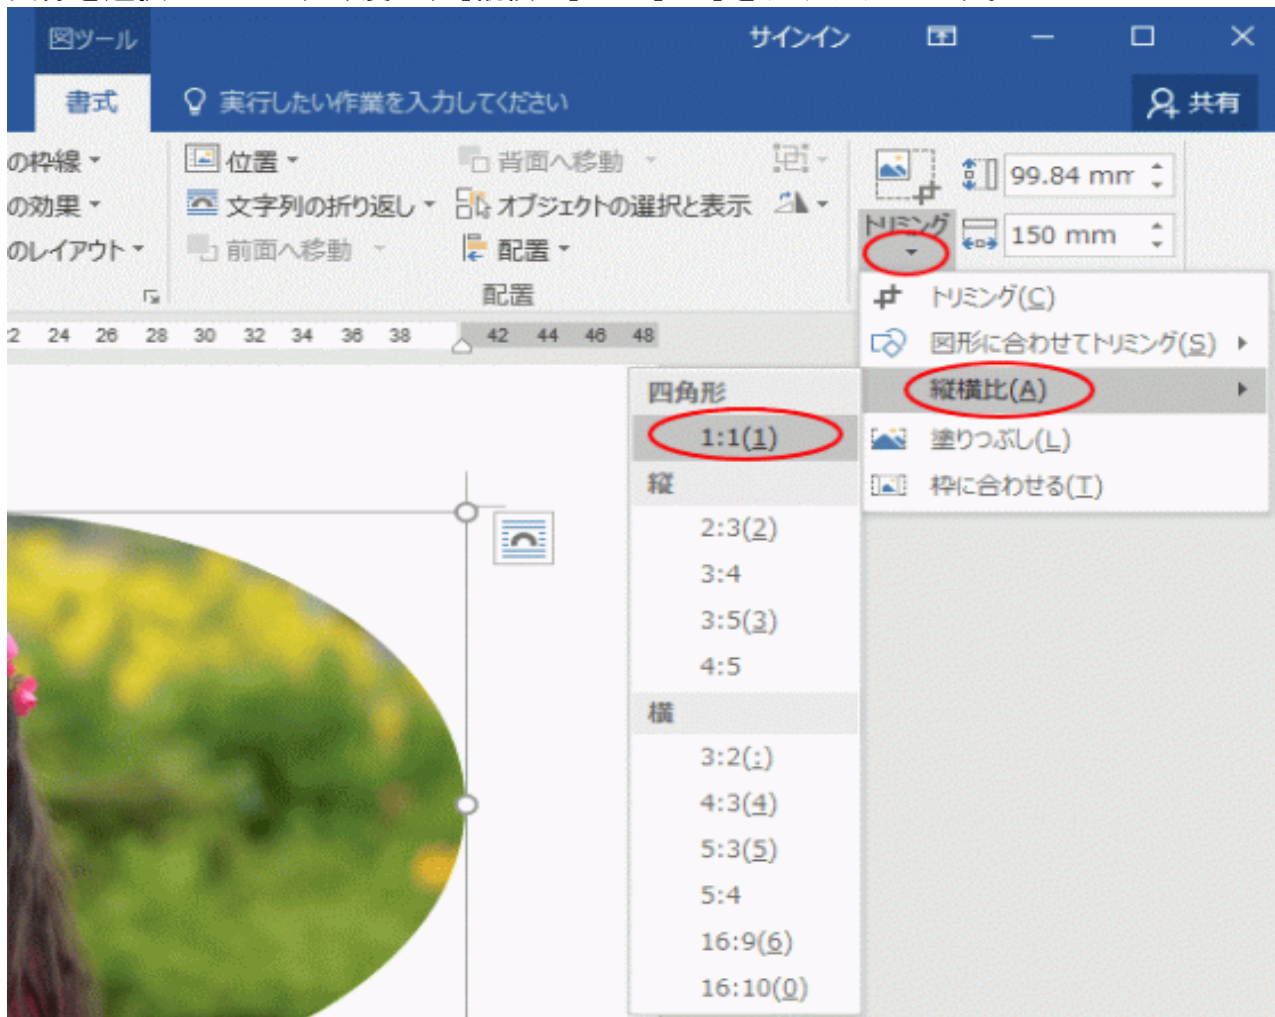 図ツール
サインイン
書式
実行したい作業を入力してください
共有
の枠線
位置
背面へ移動
99.84 mm
の効果
文字列の折り返し
オブジェクトの選択と表示
トリミング
150 mm
のレイアウト
前面へ移動
配置
配置
24 26 28 30 32 34 36 38 42 44 46 48
トリミング(C)
図形に合わせてトリミング(S)
縦横比(A)
塗りつぶし(L)
枠に合わせる(T)
四角形
1:1(1)
縦
2:3(2)
3:4
3:5(3)
4:5
横
3:2(:)
4:3(4)
5:3(5)
5:4
16:9(6)
16:10(0)